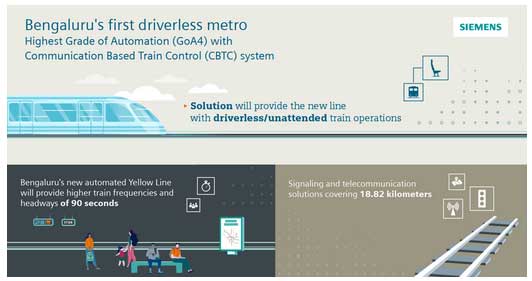 Bengaluru's first driverless metro
Highest Grade of Automation (GoA4) with
Communication Based Train Control (CBTC) system
SIEMENS
• Solution will provide the new line
with driverless/unattended train operations
Bengaluru's new automated Yellow Line
will provide higher train frequencies and
headways of 90 seconds
Signaling and telecommunication
solutions covering 18.82 kilometers